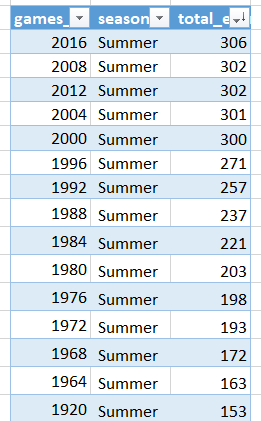 games_ season total_e
2016 Summer 306
2008 Summer 302
2012 Summer 302
2004 Summer 301
2000 Summer 300
1996 Summer 271
1992 Summer 257
1988 Summer 237
1984 Summer 221
1980 Summer 203
1976 Summer 198
1972 Summer 193
1968 Summer 172
1964 Summer 163
1920 Summer 153